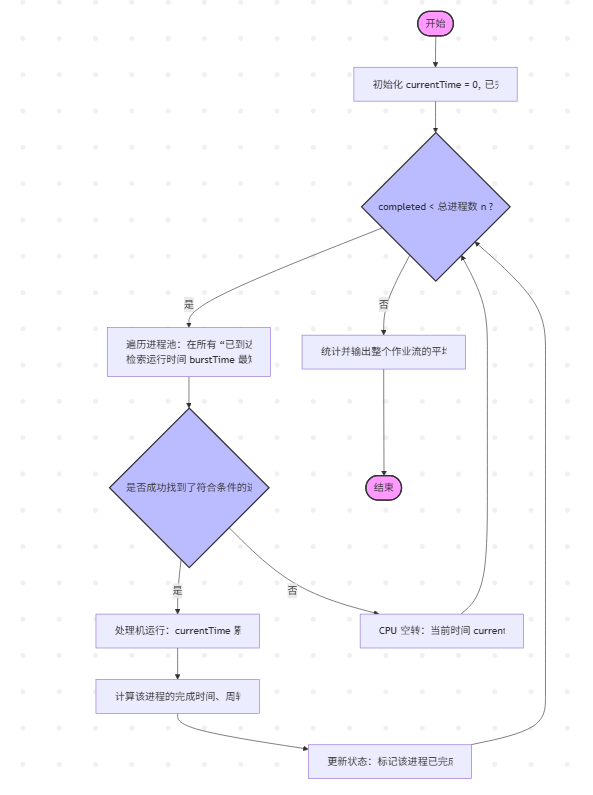 开始
初始化 currentTime = 0, 已
completed < 总进程数 n ?
是
否
遍历进程池：在所有 “已到达
检索运行时间 burstTime 最短
统计并输出整个作业流的平均
是否成功找到了符合条件的进
结束
是
否
处理机运行：currentTime 累
CPU 空转：当前时间 current
计算该进程的完成时间、周转
更新状态：标记该进程已完成